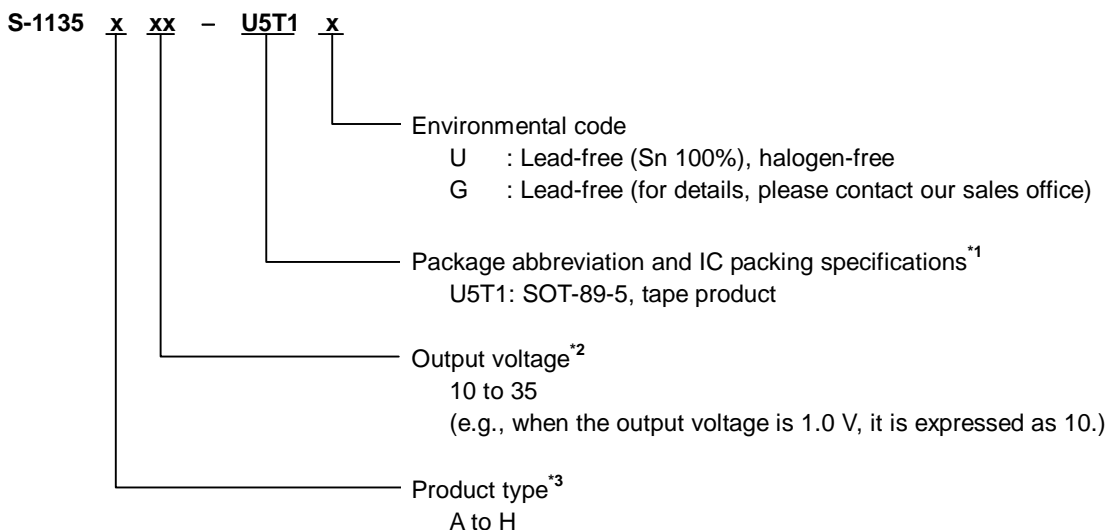 S-1135 x xx – U5T1 x
Environmental code
U : Lead-free (Sn 100%), halogen-free
G : Lead-free (for details, please contact our sales office)
Package abbreviation and IC packing specifications*1
U5T1: SOT-89-5, tape product
Output voltage*2
10 to 35
(e.g., when the output voltage is 1.0 V, it is expressed as 10.)
Product type*3
A to H